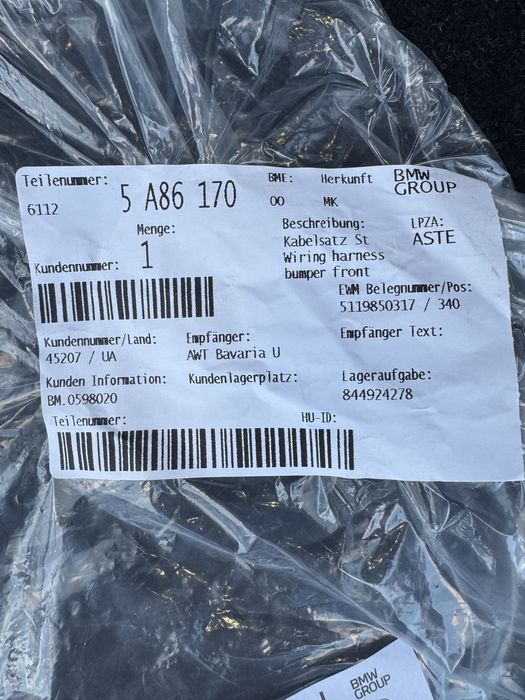 Teilenummer: BME: Herkunft BMW
GROUP
6112 5 A86 170 00 MK
Menge: Beschreibung: LPZA:
1 Kabelsatz St ASTE
Wiring harness
Kundennummer: bumper front
EWM Belegnummer/Pos:
5119850317 / 340
Kundennummer/Land: Empfänger: Empfänger Text:
45207 / UA AWT Bavaria U
Kunden Information: Kundenlagerplatz: Lageraufgabe:
BM.0598020 844924278
Teilenummer: HU-ID:
BMW
GROUP